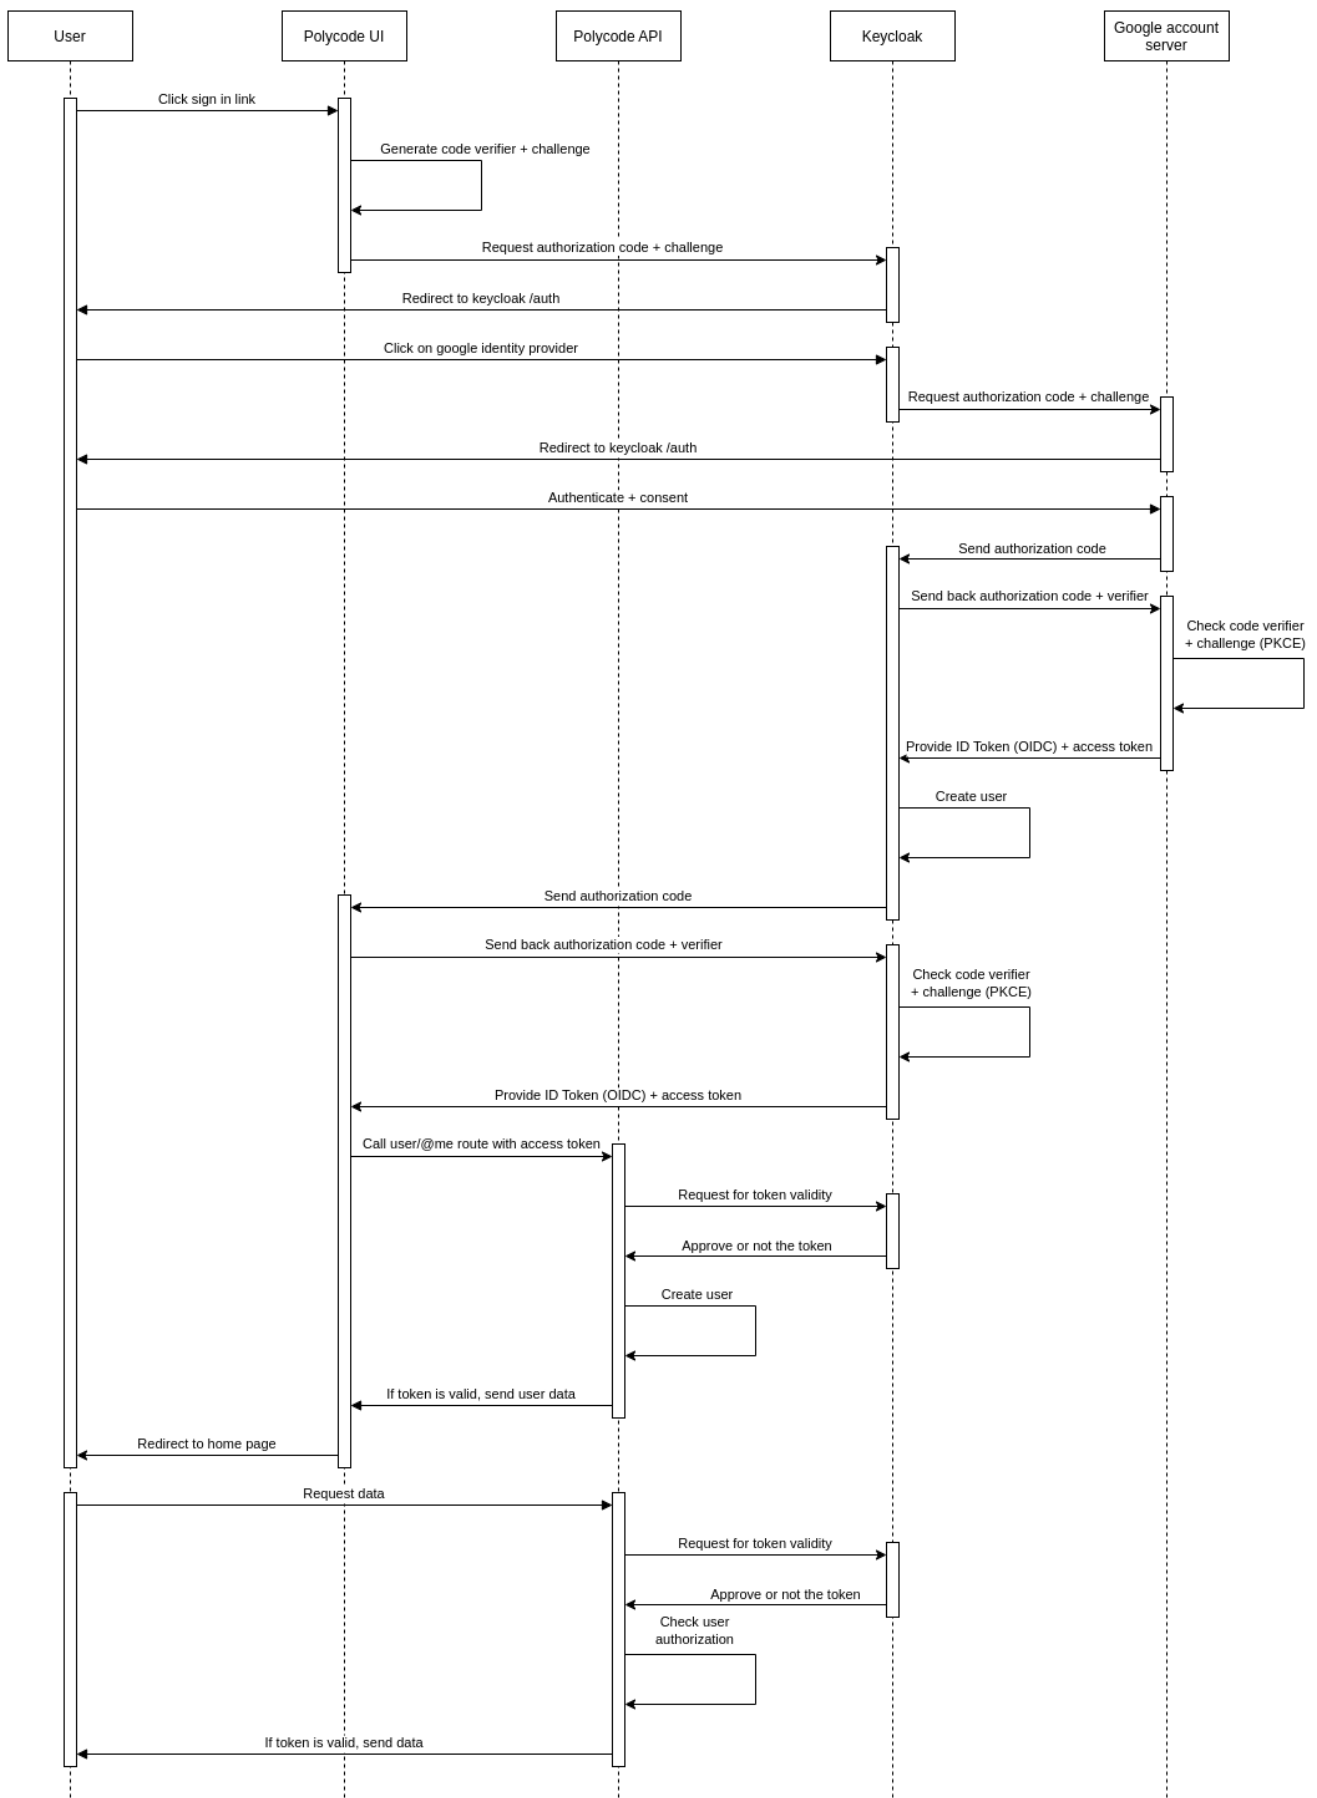 User
Polycode UI
Polycode API
Keycloak
Google account
server
Click sign in link
Generate code verifier + challenge
Request authorization code + challenge
Redirect to keycloak /auth
Click on google identity provider
Request authorization code + challenge
Redirect to keycloak /auth
Authenticate + consent
Send authorization code
Send back authorization code + verifier
Check code verifier
+ challenge (PKCE)
Provide ID Token (OIDC) + access token
Create user
Send authorization code
Send back authorization code + verifier
Check code verifier
+ challenge (PKCE)
Provide ID Token (OIDC) + access token
Call user/@me route with access token
Request for token validity
Approve or not the token
Create user
If token is valid, send user data
Redirect to home page
Request data
Request for token validity
Approve or not the token
Check user
authorization
If token is valid, send data